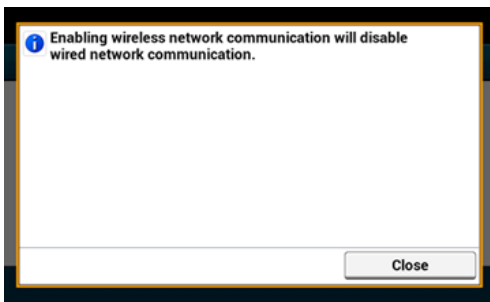 Enabling wireless network communication will disable
wired network communication.
Close